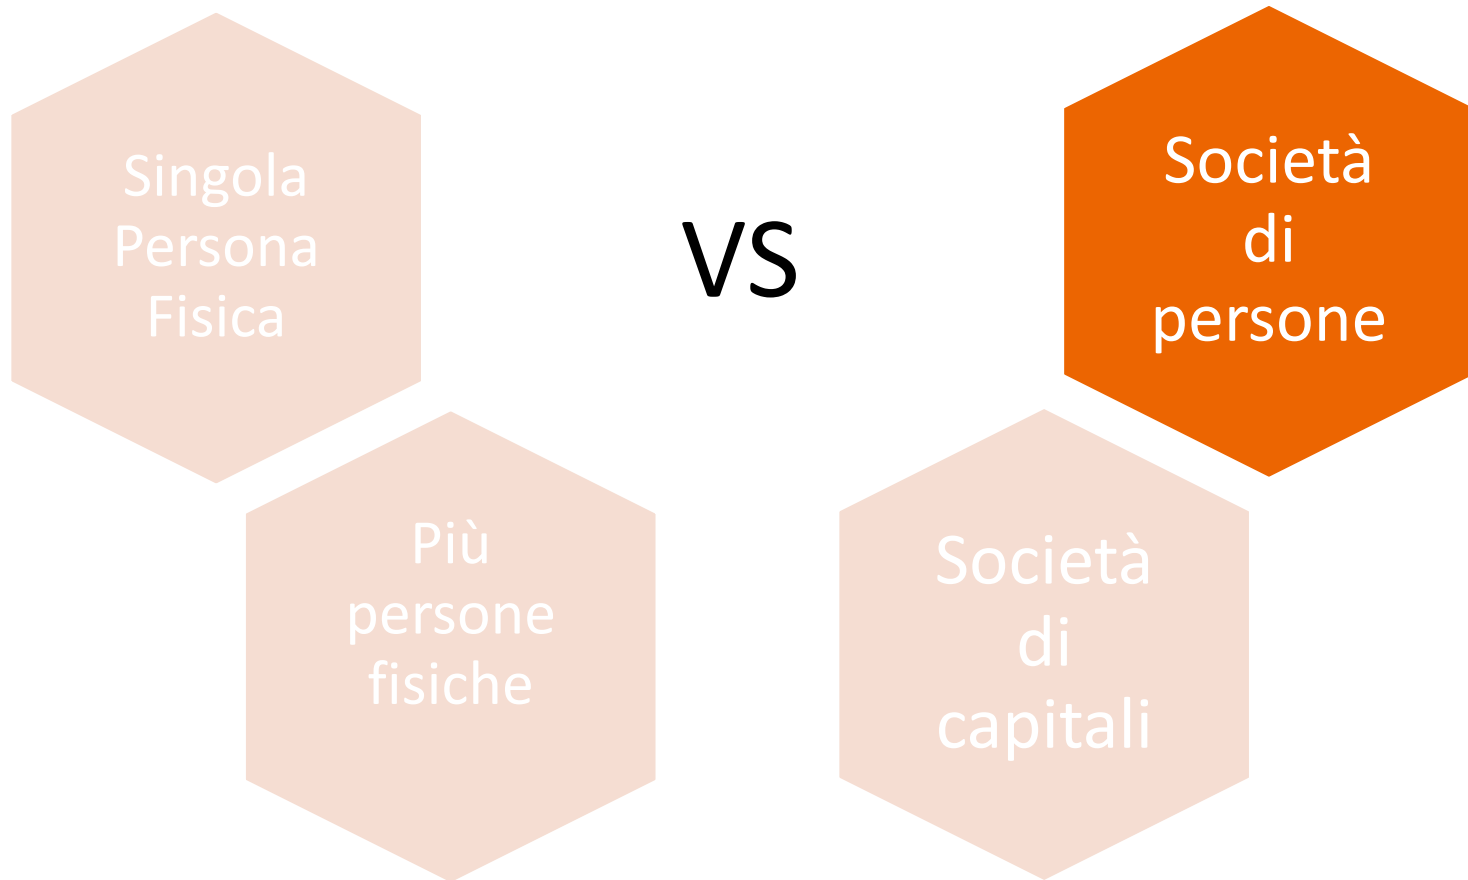 Singola
Persona
Fisica
VS
Società
di
persone
Più
persone
fisiche
Società
di
capitali